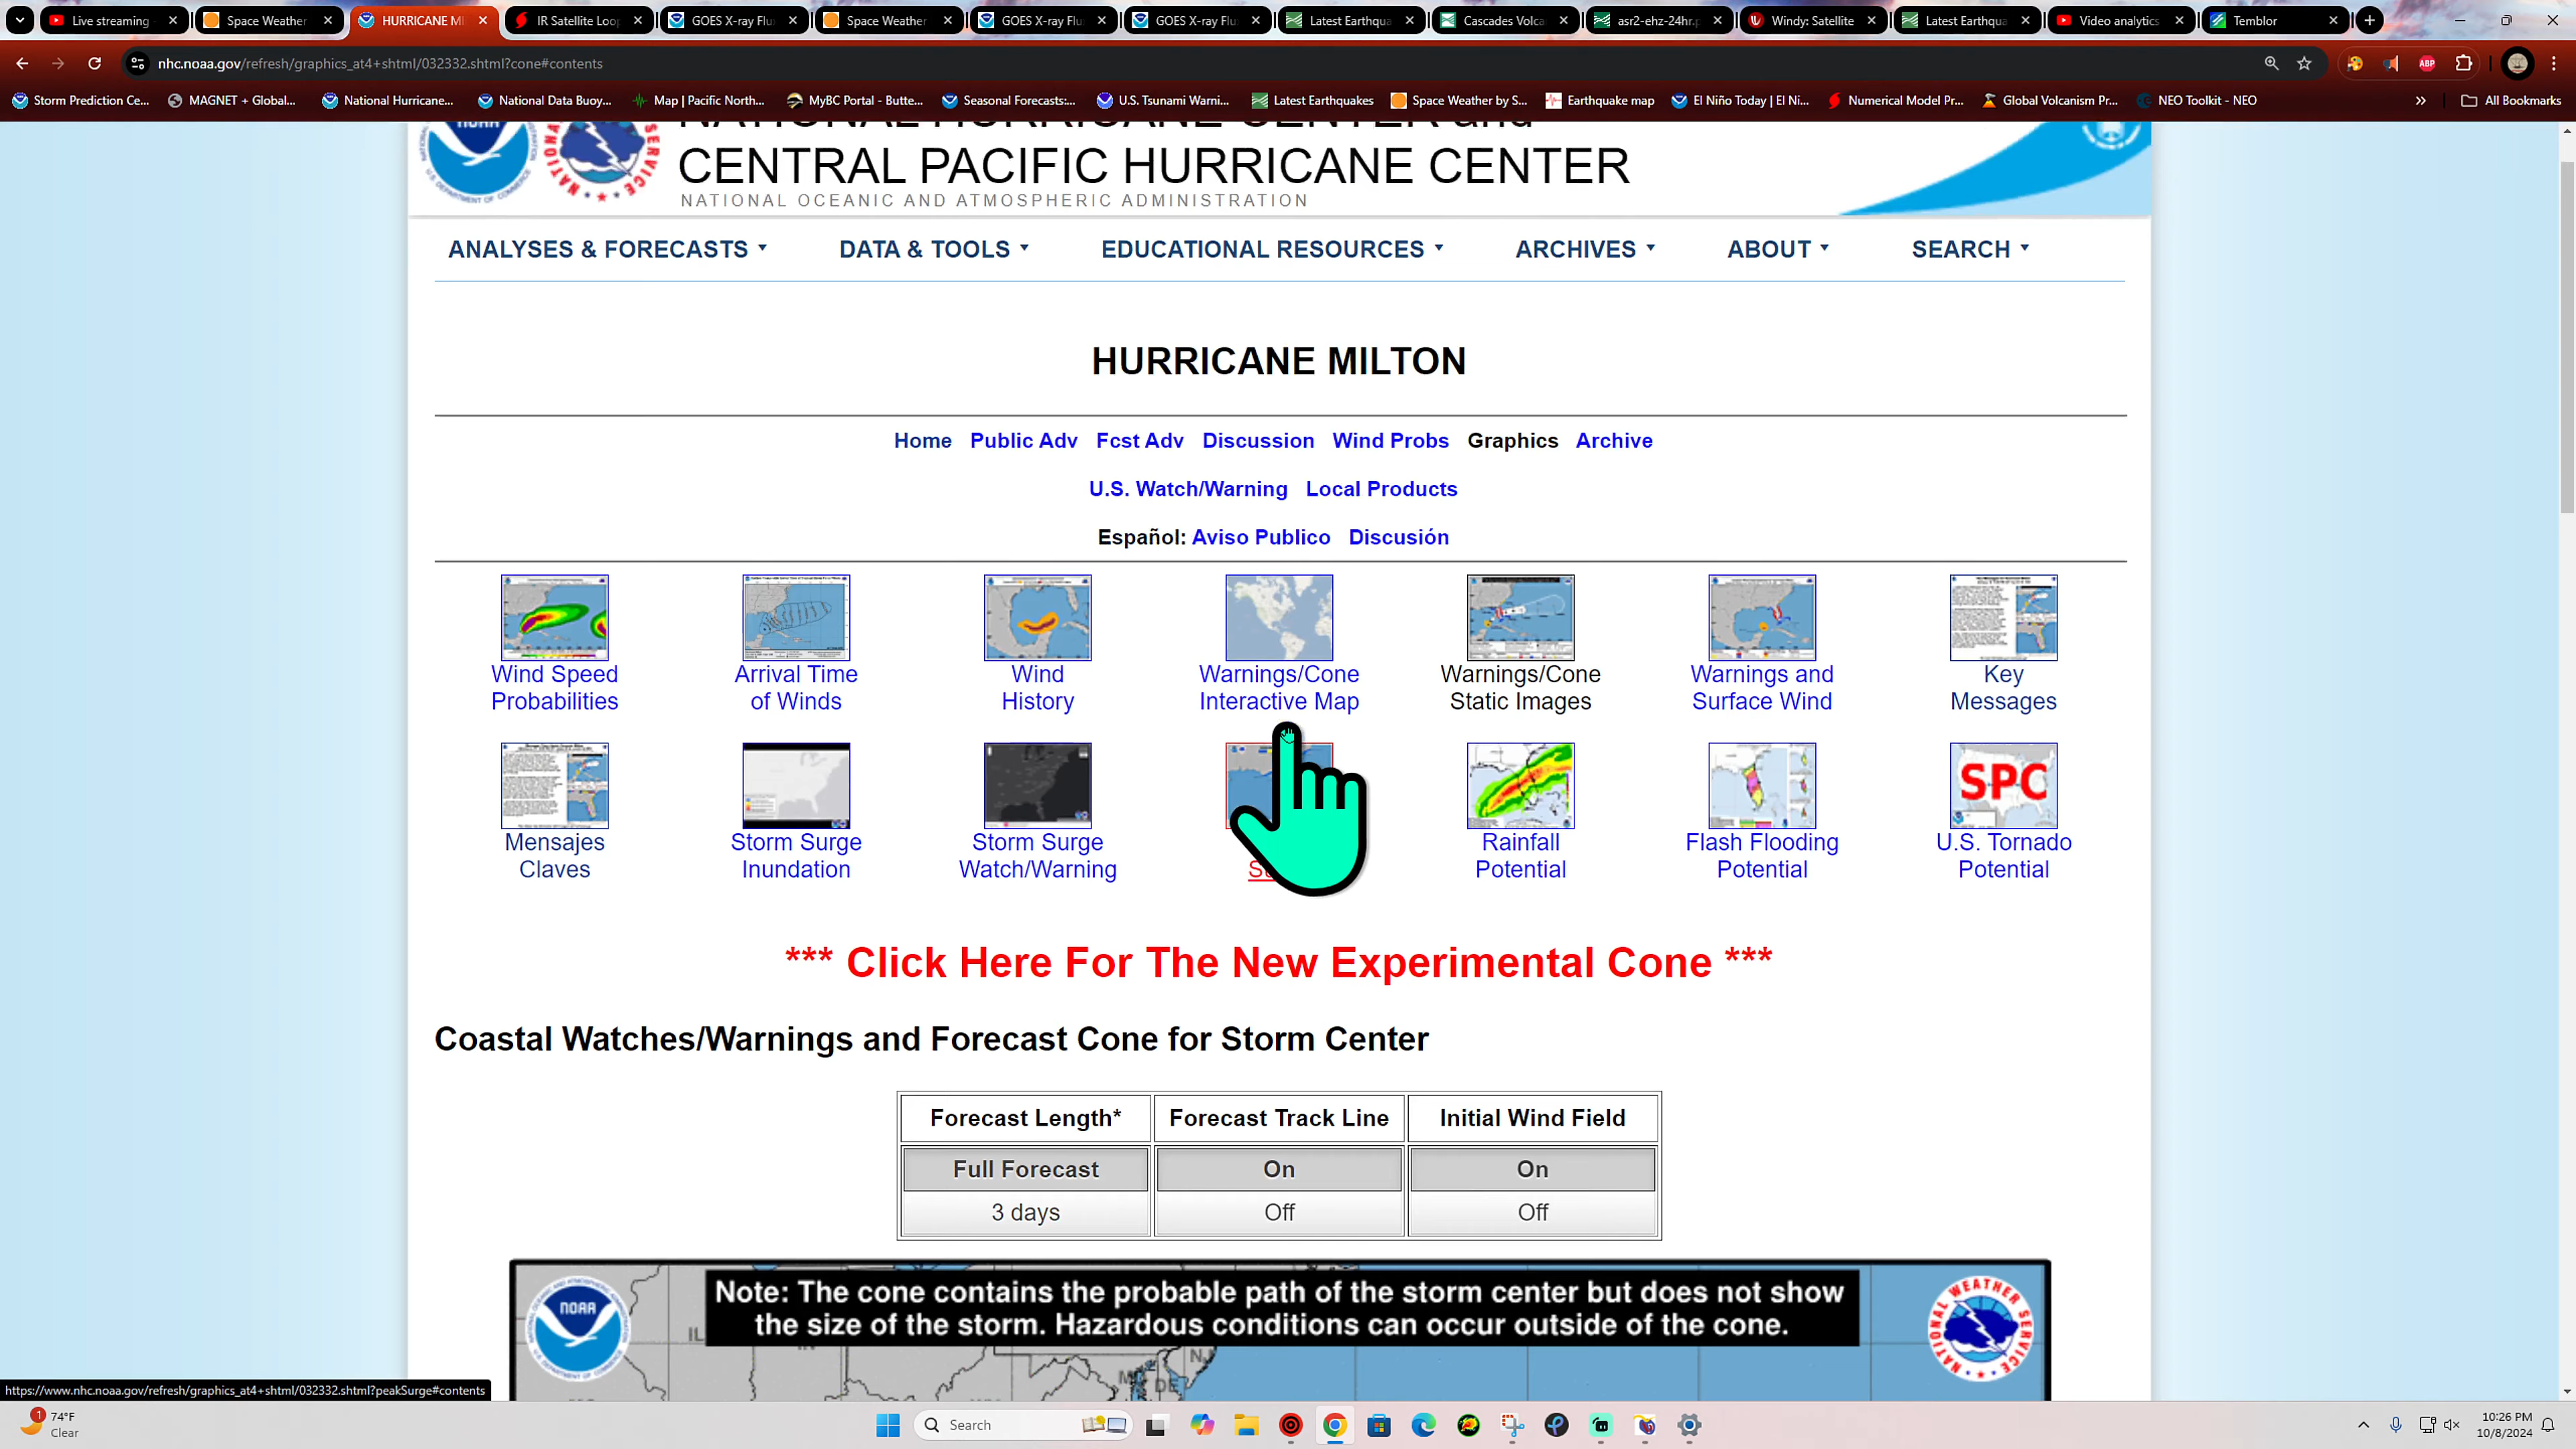 Live streaming
Space Weather
HURRICANE MI
IR Satellite Loop
GOES X-ray Flu
Space Weather
GOES X-ray Flu
GOES X-ray Flu
Latest Earthqua
Cascades Volca
asr2-ehz-24hr.p
Windy: Satellite
Latest Earthqua
Video analytics
Temblor
nhc.noaa.gov/refresh/graphics_at4+shtml/032332.shtml?cone#contents
ABP
Storm Prediction Ce...
MAGNET + Global...
National Hurricane...
National Data Buoy...
Map | Pacific North...
MyBC Portal - Butte...
Seasonal Forecasts:...
U.S. Tsunami Warni...
Latest Earthquakes
Space Weather by S...
Earthquake map
El Niño Today | El Ni...
Numerical Model Pr...
Global Volcanism Pr...
NEO Toolkit - NEO
All Bookmarks
NATIONAL HURRICANE CENTER and
CENTRAL PACIFIC HURRICANE CENTER
NATIONAL OCEANIC AND ATMOSPHERIC ADMINISTRATION
ANALYSES & FORECASTS
DATA & TOOLS
EDUCATIONAL RESOURCES
ARCHIVES
ABOUT
SEARCH
HURRICANE MILTON
Home Public Adv Fcst Adv Discussion Wind Probs Graphics Archive
U.S. Watch/Warning Local Products
Español: Aviso Publico Discusión
Wind Speed
Probabilities
Arrival Time
of Winds
Wind
History
Warnings/Cone
Interactive Map
Warnings/Cone
Static Images
Warnings and
Surface Wind
Key
Messages
Mensajes
Claves
Storm Surge
Inundation
Storm Surge
Watch/Warning
Rainfall
Potential
Flash Flooding
Potential
SPC
U.S. Tornado
Potential
*** Click Here For The New Experimental Cone ***
Coastal Watches/Warnings and Forecast Cone for Storm Center
Forecast Length* Forecast Track Line Initial Wind Field
Full Forecast On On
3 days Off Off
NOAA
Note: The cone contains the probable path of the storm center but does not show
the size of the storm. Hazardous conditions can occur outside of the cone.
NATIONAL WEATHER SERVICE
DE
https://www.nhc.noaa.gov/refresh/graphics_at4+shtml/032332.shtml?peakSurge#contents
1
74°F
Clear
Search
10:26 PM
10/8/2024